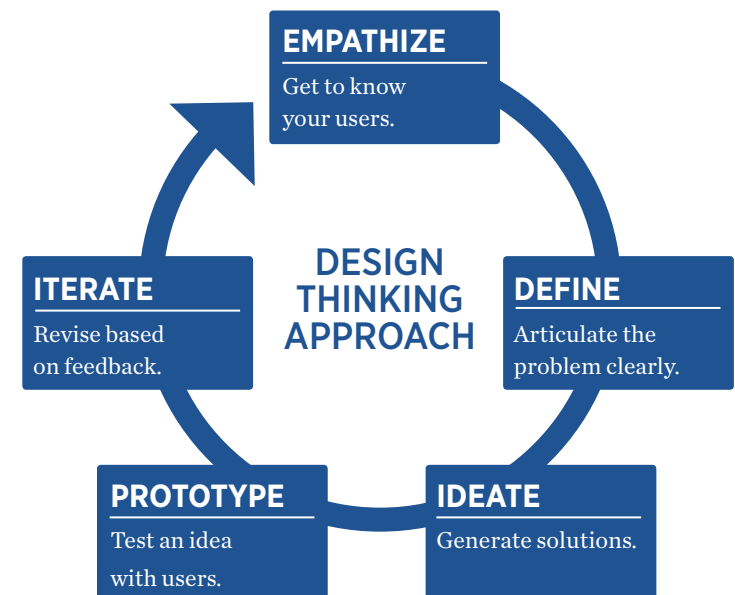 EMPATHIZE
Get to know
your users.
DESIGN
THINKING
APPROACH
DEFINE
Articulate the
problem clearly.
IDEATE
Generate solutions.
PROTOTYPE
Test an idea
with users.
ITERATE
Revise based
on feedback.